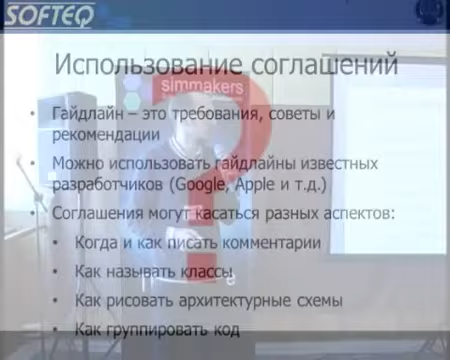 SOFTEQ
Использование соглашений
simmakers
• Гайдлайн – это требования, советы и
рекомендации
• Можно использовать гайдлайны известных
разработчиков (Google, Apple и т.д.)
• Соглашения могут касаться разных аспектов:
• Когда и как писать комментарии
• Как называть классы
• Как рисовать архитектурные схемы
• Как группировать код